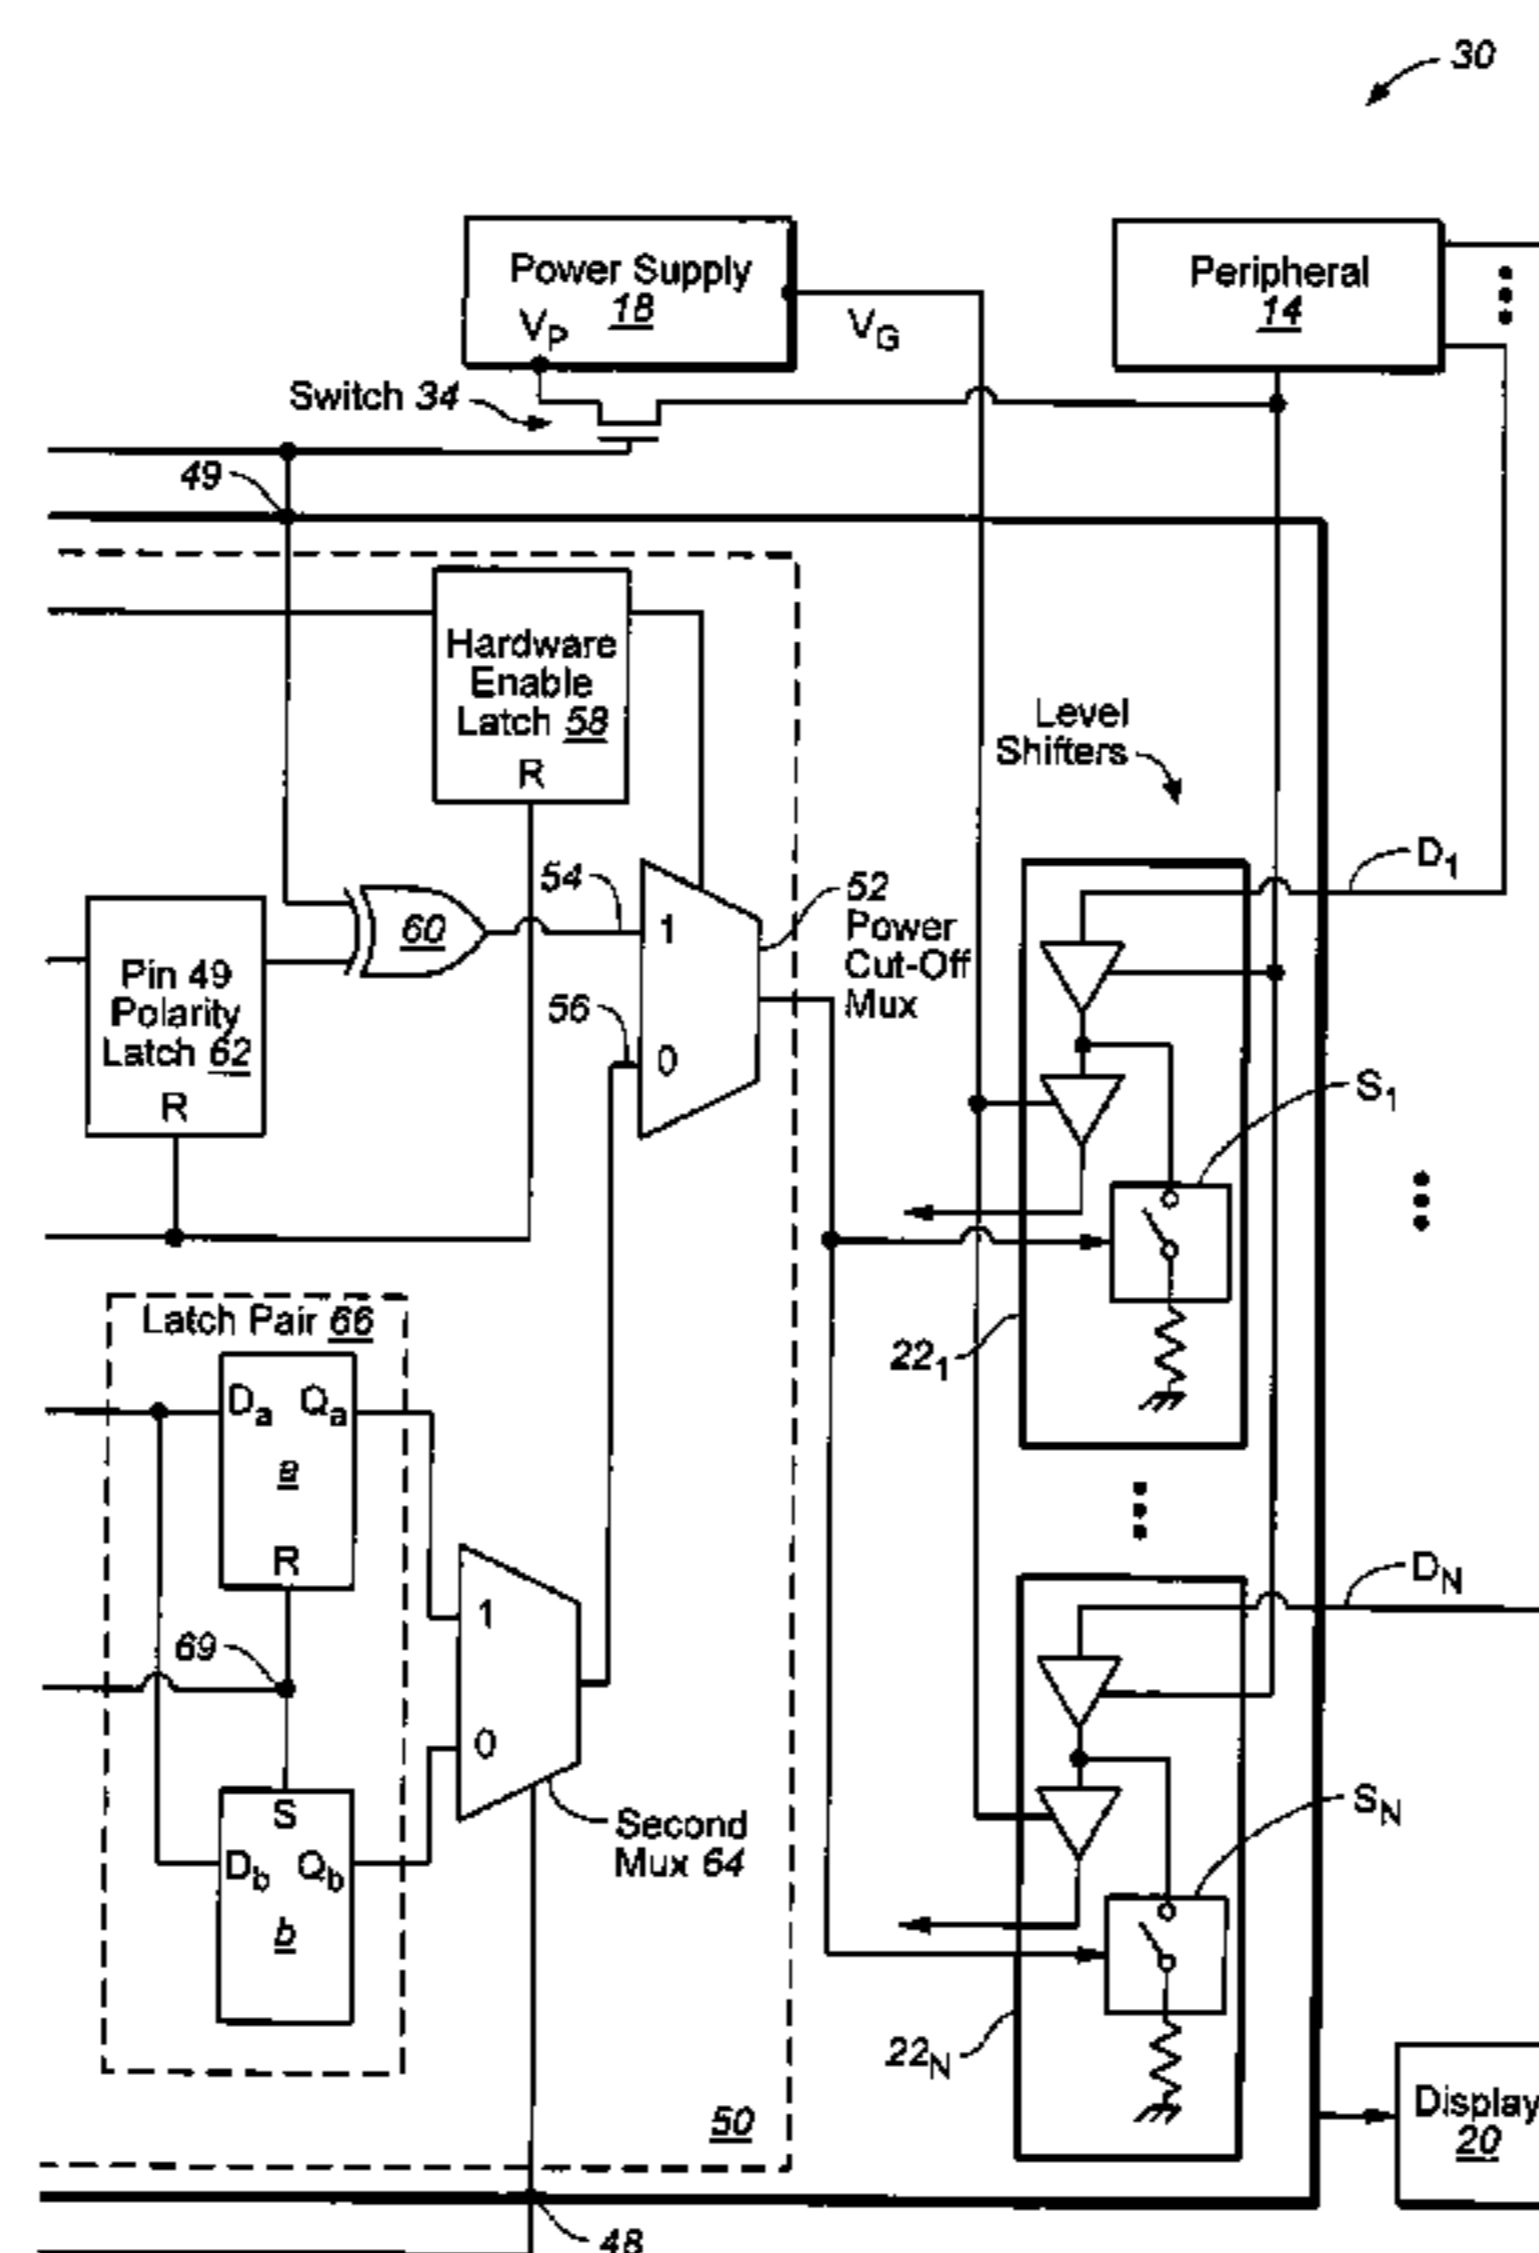 30
Power Supply
18
VP
VG
Peripheral
14
Switch 34
49
Hardware
Enable
Latch 58
R
Level
Shifters
D1
54
52
Power
Cut-Off
Mux
60
1
Pin 49
Polarity
Latch 62
R
56
0
S1
Latch Pair 66
221
Da Qa
a
R
DN
1
69
0
S
Second
Mux 64
SN
Db Qb
b
22N
50
Display
20
48